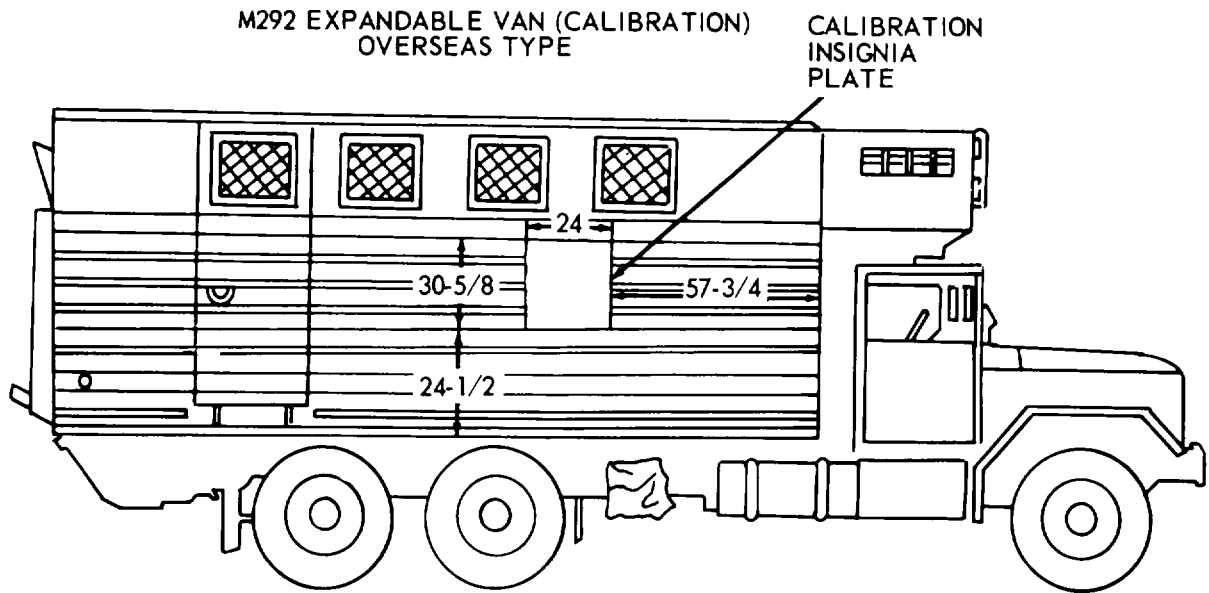 M292 EXPANDABLE VAN (CALIBRATION)
OVERSEAS TYPE
CALIBRATION
INSIGNIA
PLATE
24
30-5/8
57-3/4
24-1/2